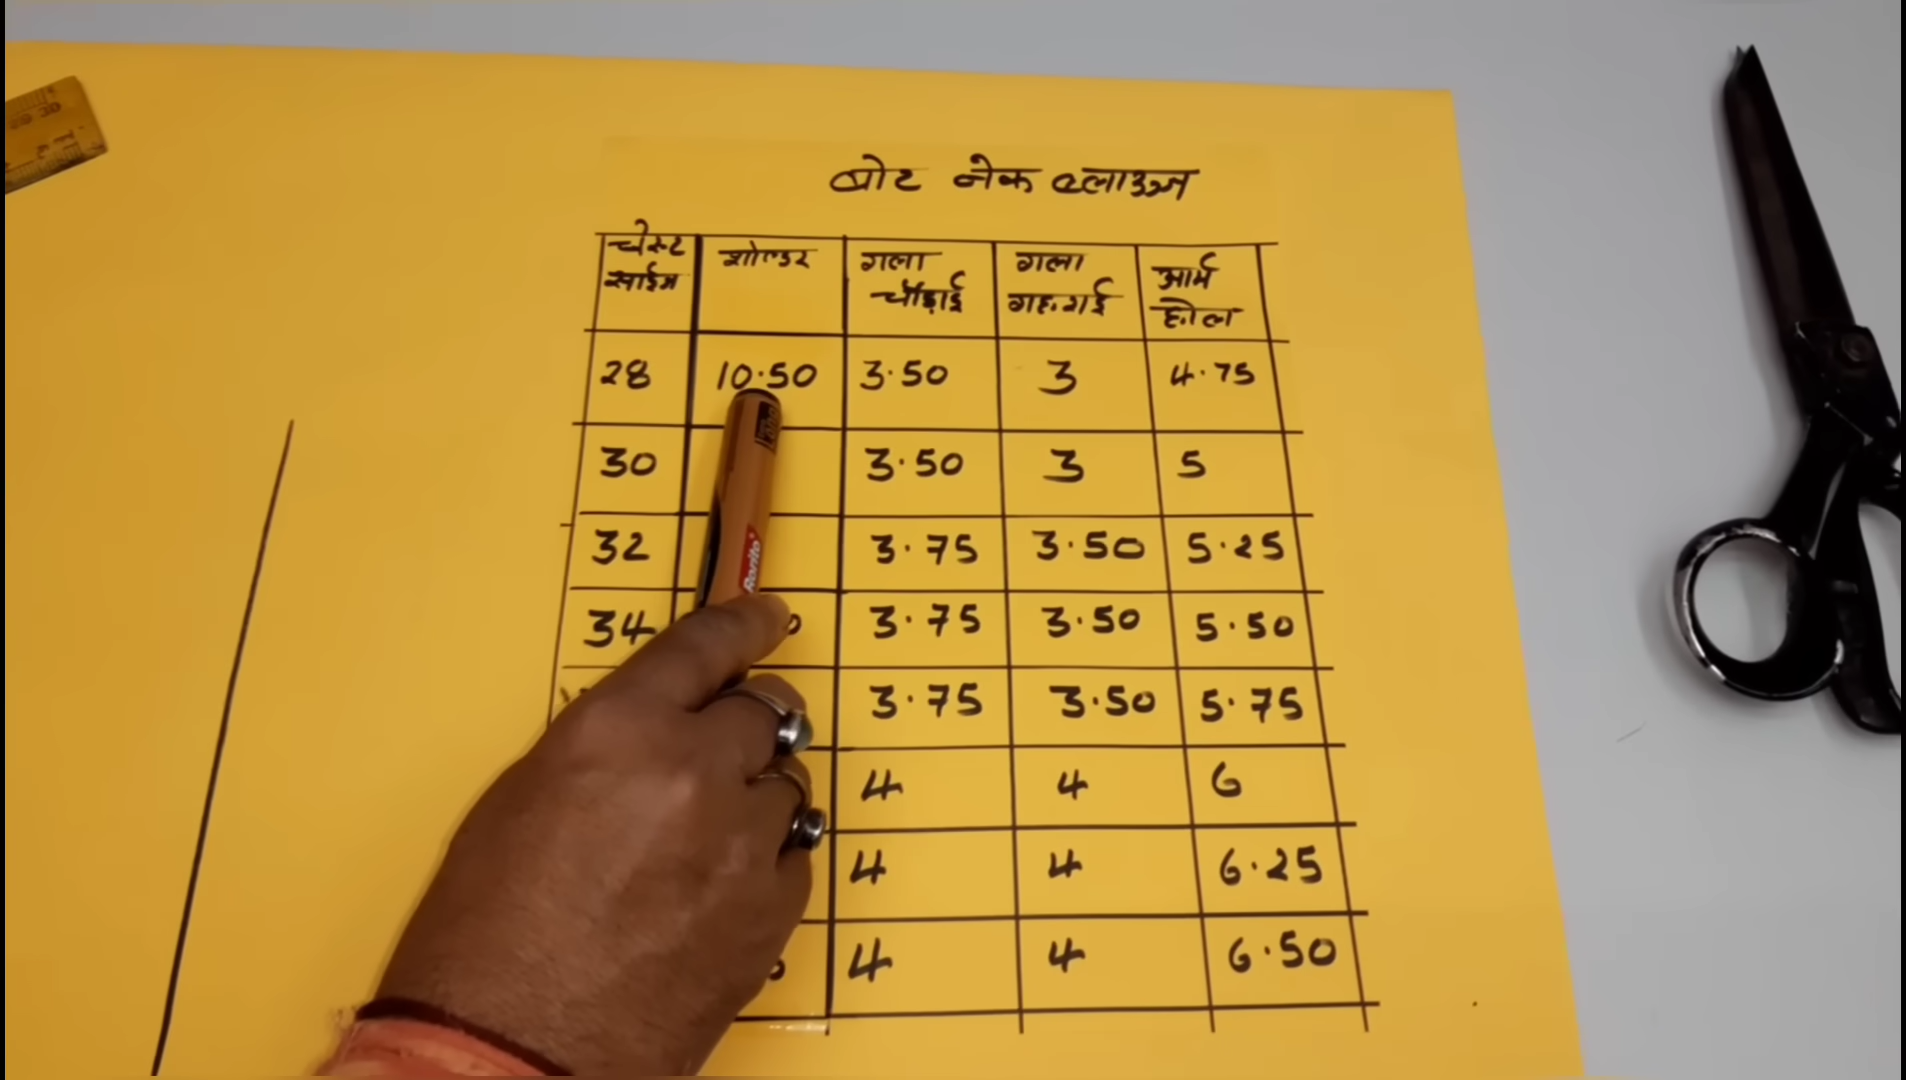 बोट नेक ब्लाउज
चेस्ट साईज शोल्डर गला चौड़ाई गला गहराई आर्म होल
28 10.50 3.50 3 4.75
30 3.50 3 5
32 3.75 3.50 5.25
34 3.75 3.50 5.50
3.75 3.50 5.75
4 4 6
4 4 6.25
4 4 6.50
Rorito